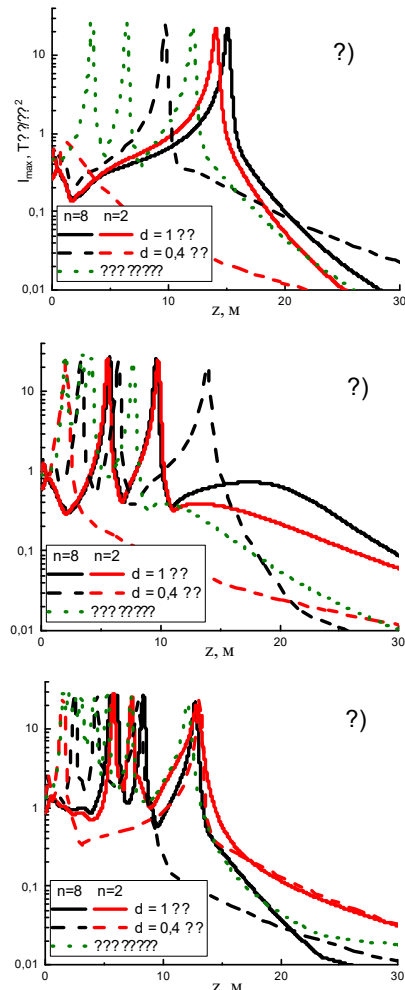 ?)
10
1
0,1
0,01
I_max, T??/??²
n=8 n=2
d = 1 ??
d = 0,4 ??
??? ?????
0 10 20 30
z, м
?)
10
1
0,1
0,01
n=8 n=2
d = 1 ??
d = 0,4 ??
????????
0 10 20 30
z, м
?)
10
1
0,1
0,01
n=8 n=2
d = 1 ??
d = 0,4 ??
????????
0 10 20 30
z, м